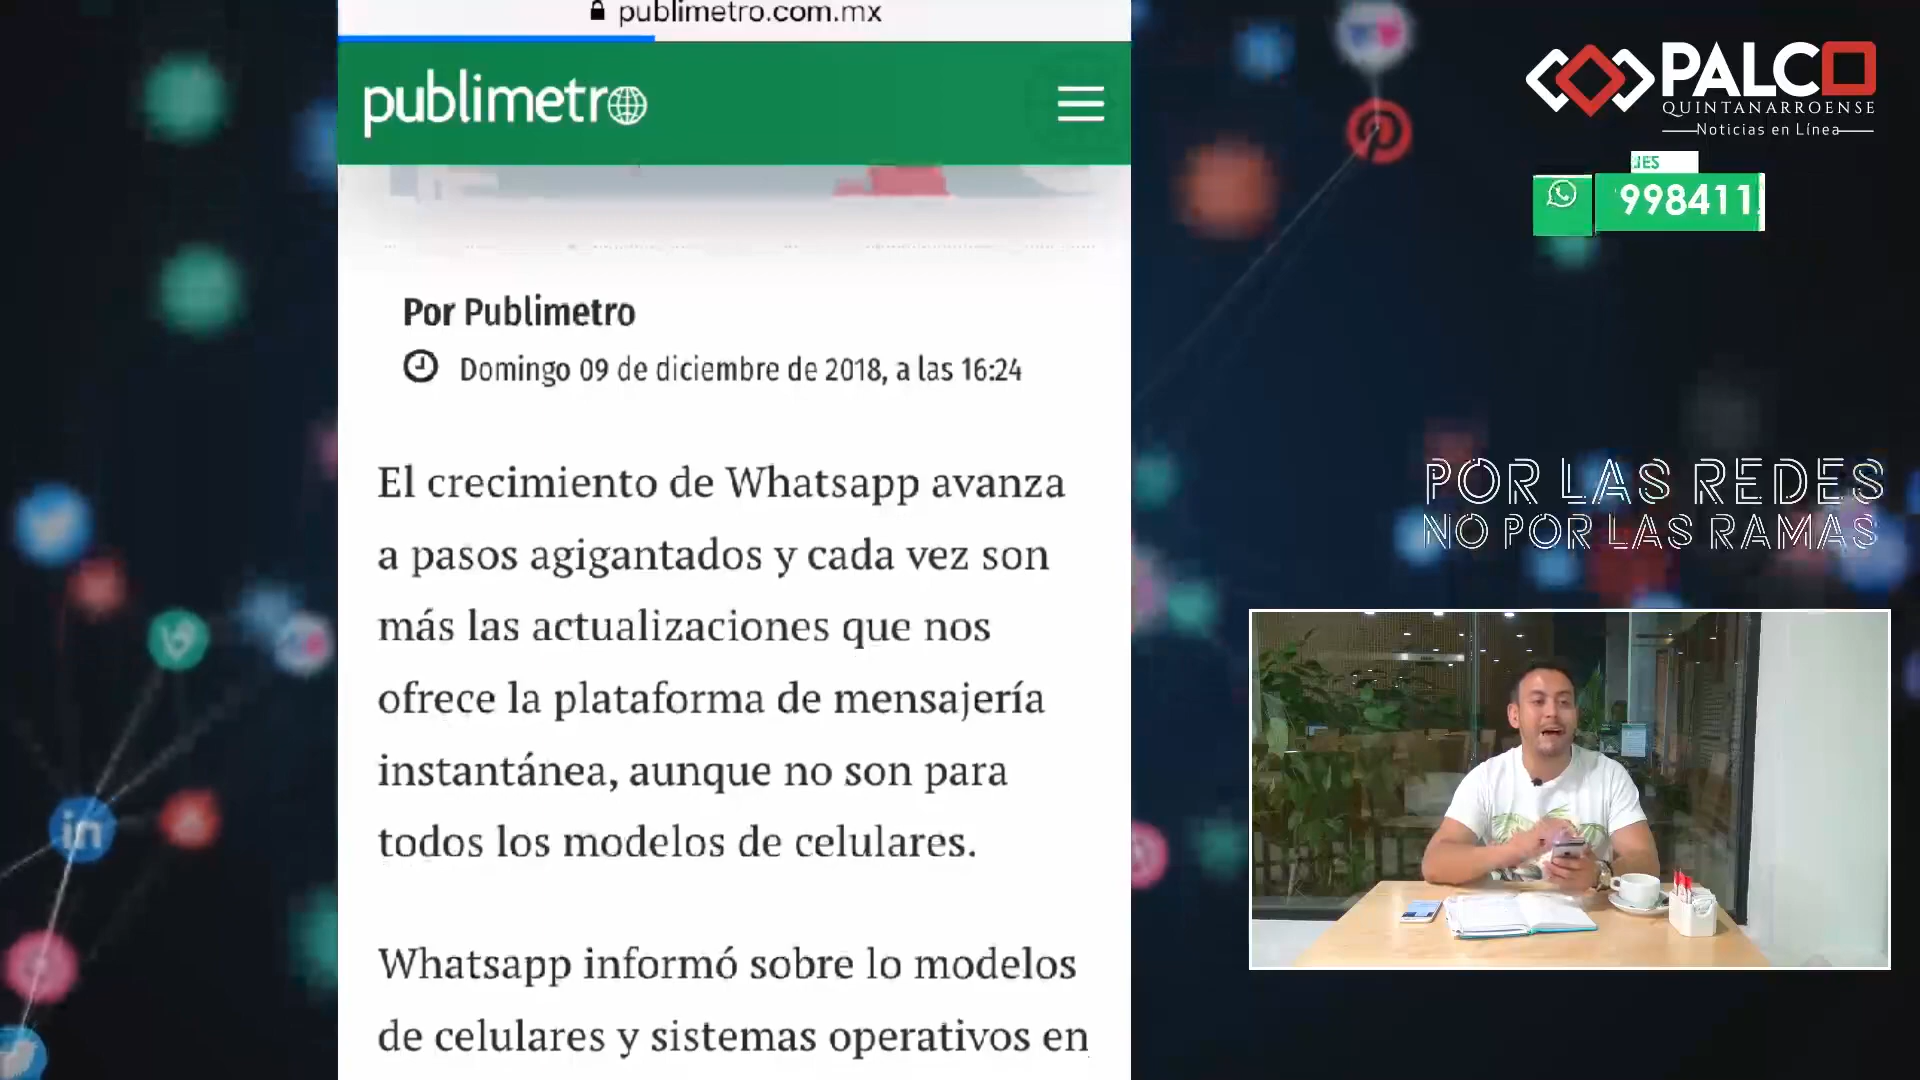 publimetro.com.mx
publimetro
Por Publimetro
Domingo 09 de diciembre de 2018, a las 16:24
El crecimiento de Whatsapp avanza
a pasos agigantados y cada vez son
más las actualizaciones que nos
ofrece la plataforma de mensajería
instantánea, aunque no son para
todos los modelos de celulares.
Whatsapp informó sobre lo modelos
de celulares y sistemas operativos en
PALCO
QUINTANARROENSE
Noticias en Línea
998411
POR LAS REDES
NO POR LAS RAMAS
in